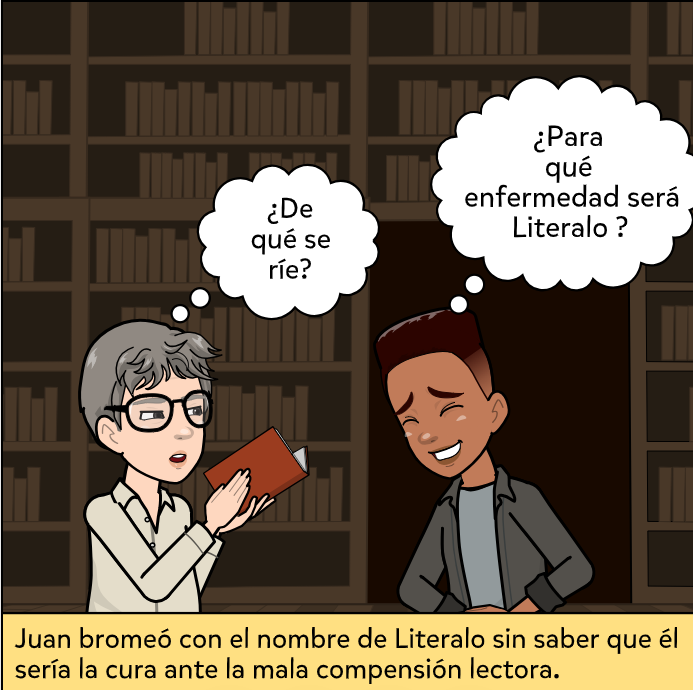 ¿De
qué se
ríe?
¿Para
qué
enfermedad será
Literalo ?
Juan bromeó con el nombre de Literalo sin saber que él
sería la cura ante la mala compensión lectora.